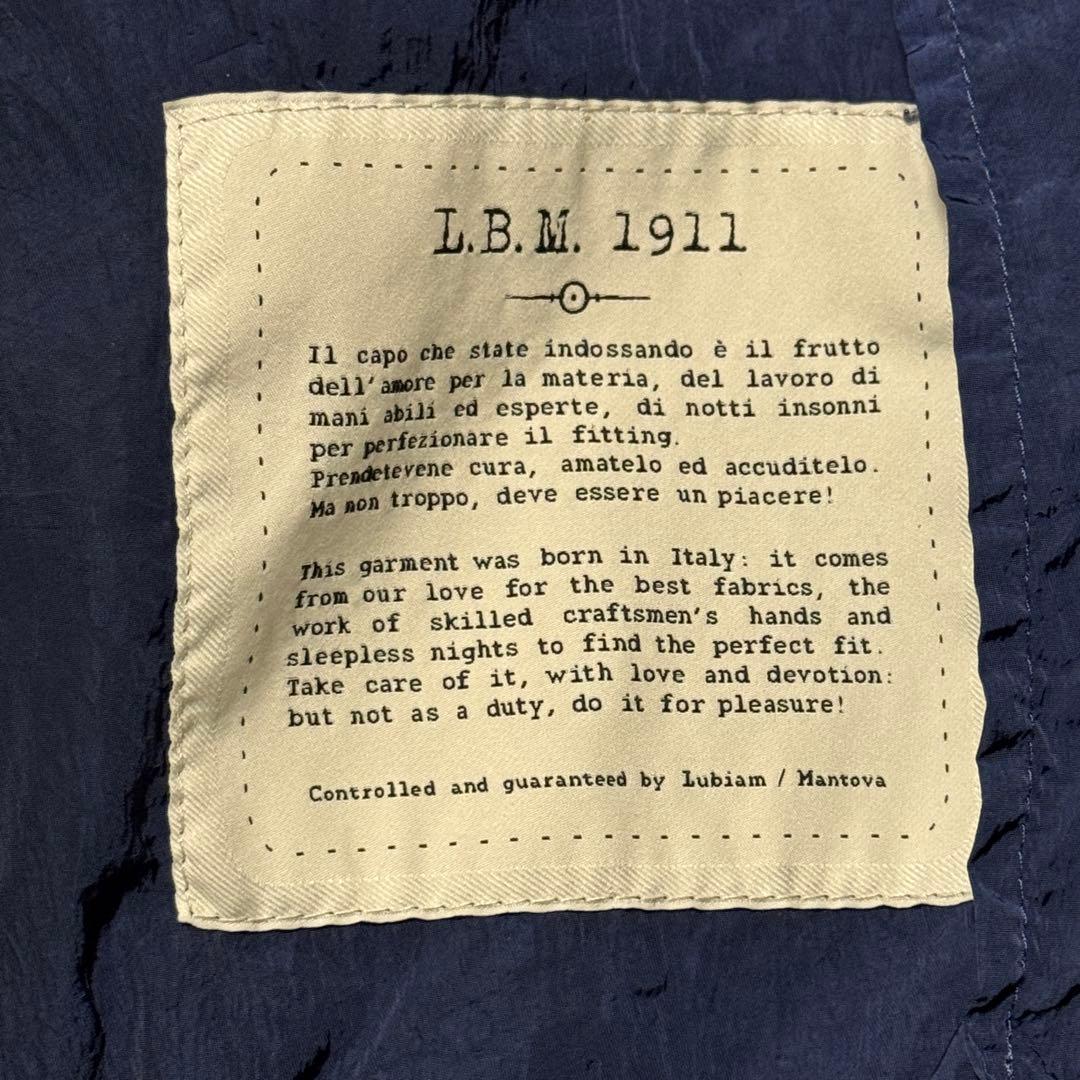 L.B.M. 1911
Il capo che state indossando è il frutto
dell'amore per la materia, del lavoro di
mani abili ed esperte, di notti insonni
per perfezionare il fitting.
Prendetevene cura, amatelo ed accuditelo.
Ma non troppo, deve essere un piacere!
This garment was born in Italy: it comes
from our love for the best fabrics, the
work of skilled craftsmen's hands and
sleepless nights to find the perfect fit.
Take care of it, with love and devotion:
but not as a duty, do it for pleasure!
Controlled and guaranteed by Lubiam / Mantova